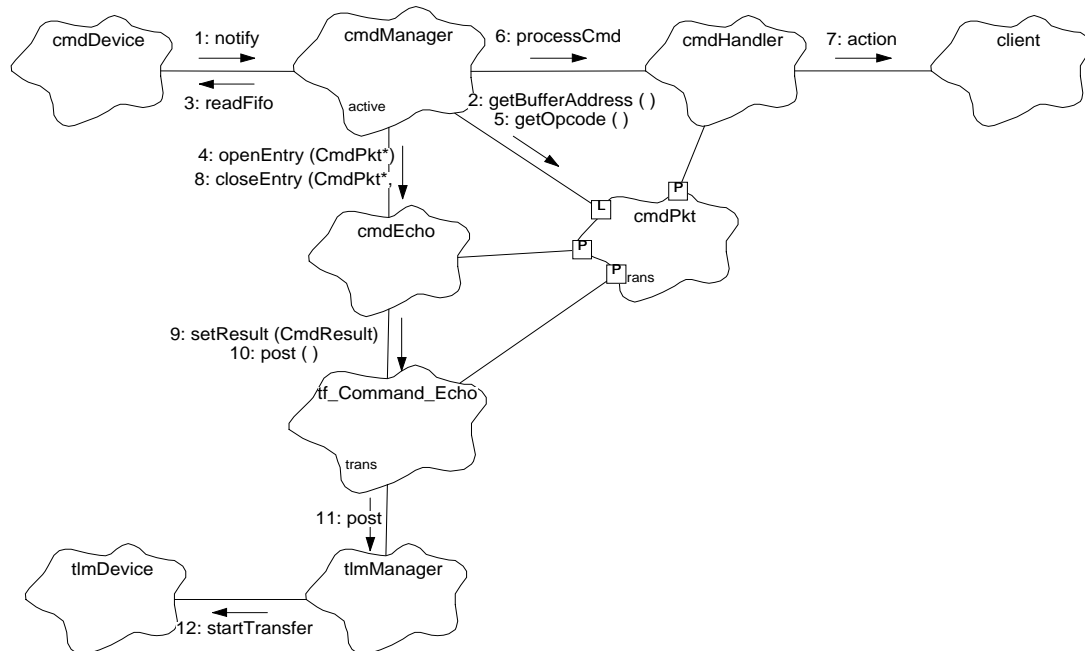 cmdDevice
1: notify
cmdManager
6: processCmd
cmdHandler
7: action
client
3: readFifo
active
2: getBufferAddress ( )
5: getOpcode ( )
4: openEntry (CmdPkt*)
8: closeEntry (CmdPkt*,
L
P
cmdPkt
cmdEcho
P
P
rans
9: setResult (CmdResult)
10: post ( )
tf_Command_Echo
trans
11: post
tlmDevice
tlmManager
12: startTransfer